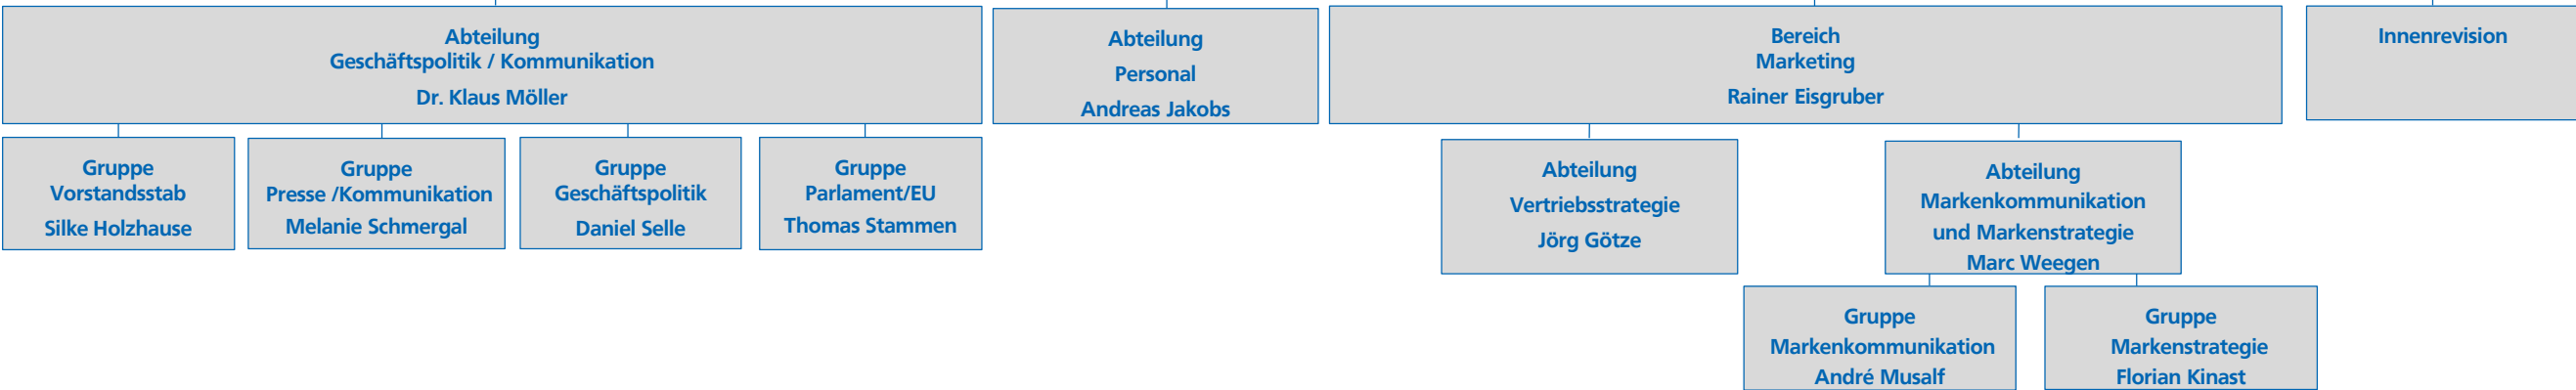 Abteilung
Geschäftspolitik / Kommunikation
Dr. Klaus Möller
Abteilung
Personal
Andreas Jakobs
Bereich
Marketing
Rainer Eisgruber
Innenrevision
Gruppe
Vorstandsstab
Silke Holzhause
Gruppe
Presse /Kommunikation
Melanie Schmergal
Gruppe
Geschäftspolitik
Daniel Selle
Gruppe
Parlament/EU
Thomas Stammen
Abteilung
Vertriebsstrategie
Jörg Götze
Abteilung
Markenkommunikation
und Markenstrategie
Marc Weegen
Gruppe
Markenkommunikation
André Musalf
Gruppe
Markenstrategie
Florian Kinast